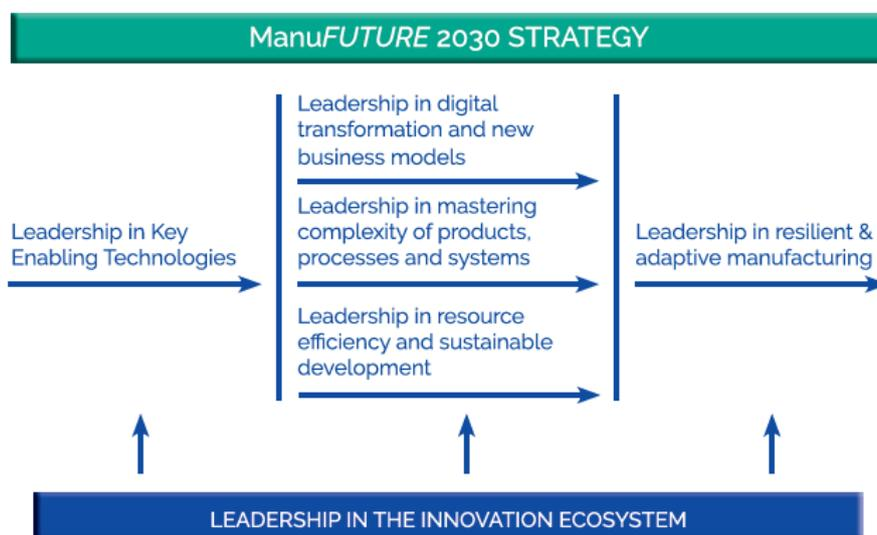 ManuFUTURE 2030 STRATEGY
Leadership in digital
transformation and new
business models
Leadership in Key
Enabling Technologies
Leadership in mastering
complexity of products,
processes and systems
Leadership in resource
efficiency and sustainable
development
Leadership in resilient &
adaptive manufacturing
LEADERSHIP IN THE INNOVATION ECOSYSTEM